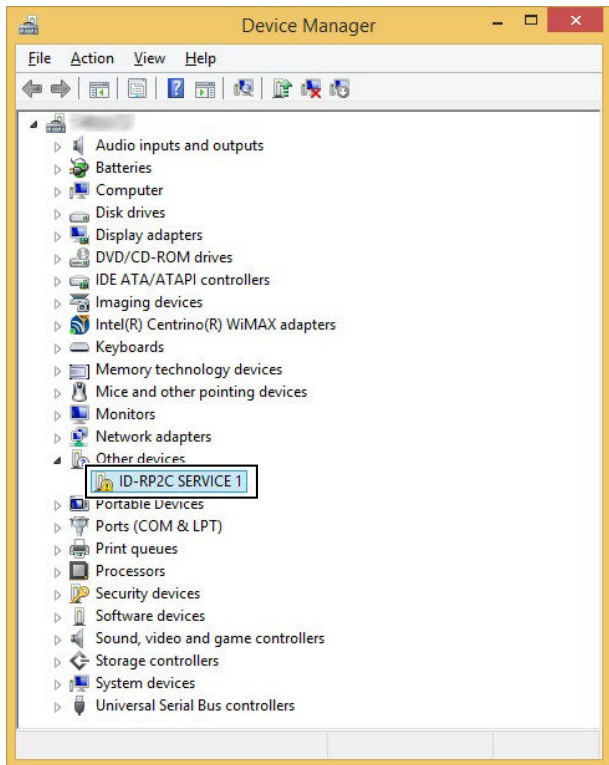 Device Manager
File Action View Help
Audio inputs and outputs
Batteries
Computer
Disk drives
Display adapters
DVD/CD-ROM drives
IDE ATA/ATAPI controllers
Imaging devices
Intel(R) Centrino(R) WiMAX adapters
Keyboards
Memory technology devices
Mice and other pointing devices
Monitors
Network adapters
Other devices
ID-RP2C SERVICE 1
Portable Devices
Ports (COM & LPT)
Print queues
Processors
Security devices
Software devices
Sound, video and game controllers
Storage controllers
System devices
Universal Serial Bus controllers